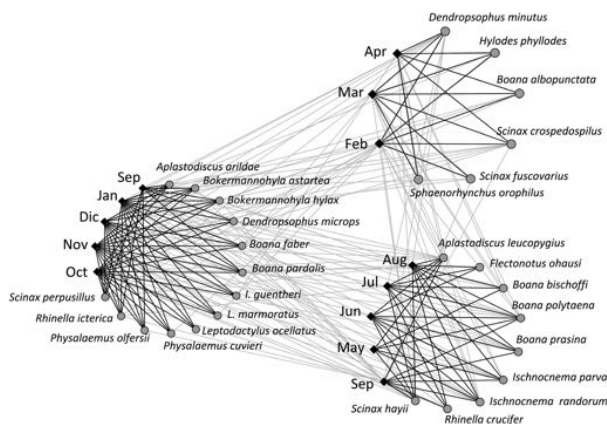 Dendropsophus minutus
Apr
Hylodes phyllodes
Mar
Boana albopunctata
Feb
Scinax crospedospilus
Scinax fuscovarius
Sphaenorhynchus orophilus
Sep
Aplastodiscus arildae
Bokermannohyla astartea
Jan
Bokermannohyla hylax
Dic
Dendropsophus microps
Nov
Boana faber
Oct
Boana pardalis
I. guentheri
Scinax perpusillus
L. marmoratus
Rhinella icterica
Leptodactylus ocellatus
Physalaemus olfersii
Physalaemus cuvieri
Aplastodiscus leucopygius
Aug
Flectonotus ohausi
Jul
Boana bischoffi
Boana polytaena
Jun
Boana prasina
May
Ischnocnema parva
Sep
Ischnocnema randorum
Scinax hayii
Rhinella crucifer